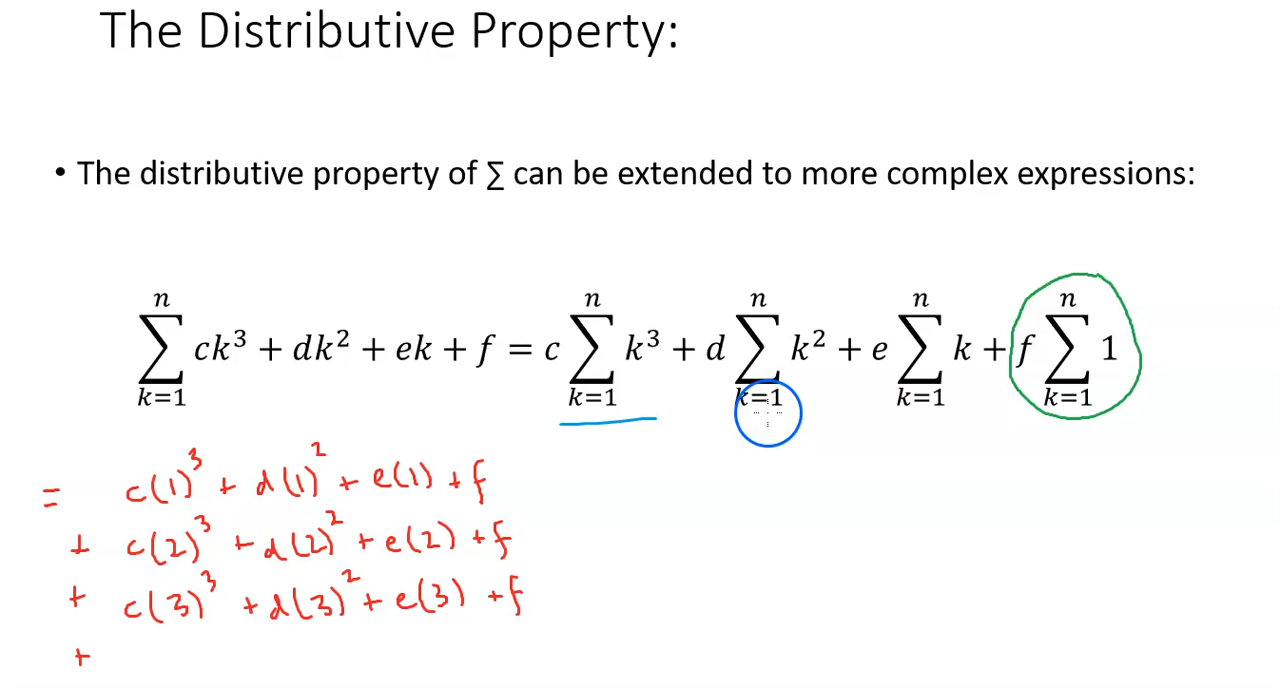 The Distributive Property:
• The distributive property of ∑ can be extended to more complex expressions:
n n n n n
∑ ck³ + dk² + ek + f = c ∑ k³ + d ∑ k² + e ∑ k + f ∑ 1
k=1 k=1 k=1 k=1 k=1
= c(1)³ + d(1)² + e(1) + f
+ c(2)³ + d(2)² + e(2) + f
+ c(3)³ + d(3)² + e(3) + f
+